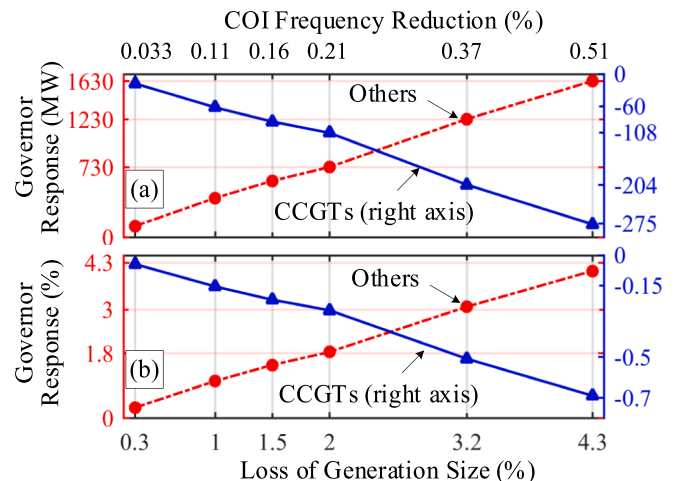 COI Frequency Reduction (%)
0.033 0.11 0.16 0.21 0.37 0.51
Governor
Response (MW)
1630
1230
730
0
Others
(a)
CCGTs (right axis)
0
-60
-108
-204
-275
Governor
Response (%)
4.3
3
1.8
0
Others
(b)
CCGTs (right axis)
0
-0.15
-0.5
-0.7
0.3 1 1.5 2 3.2 4.3
Loss of Generation Size (%)